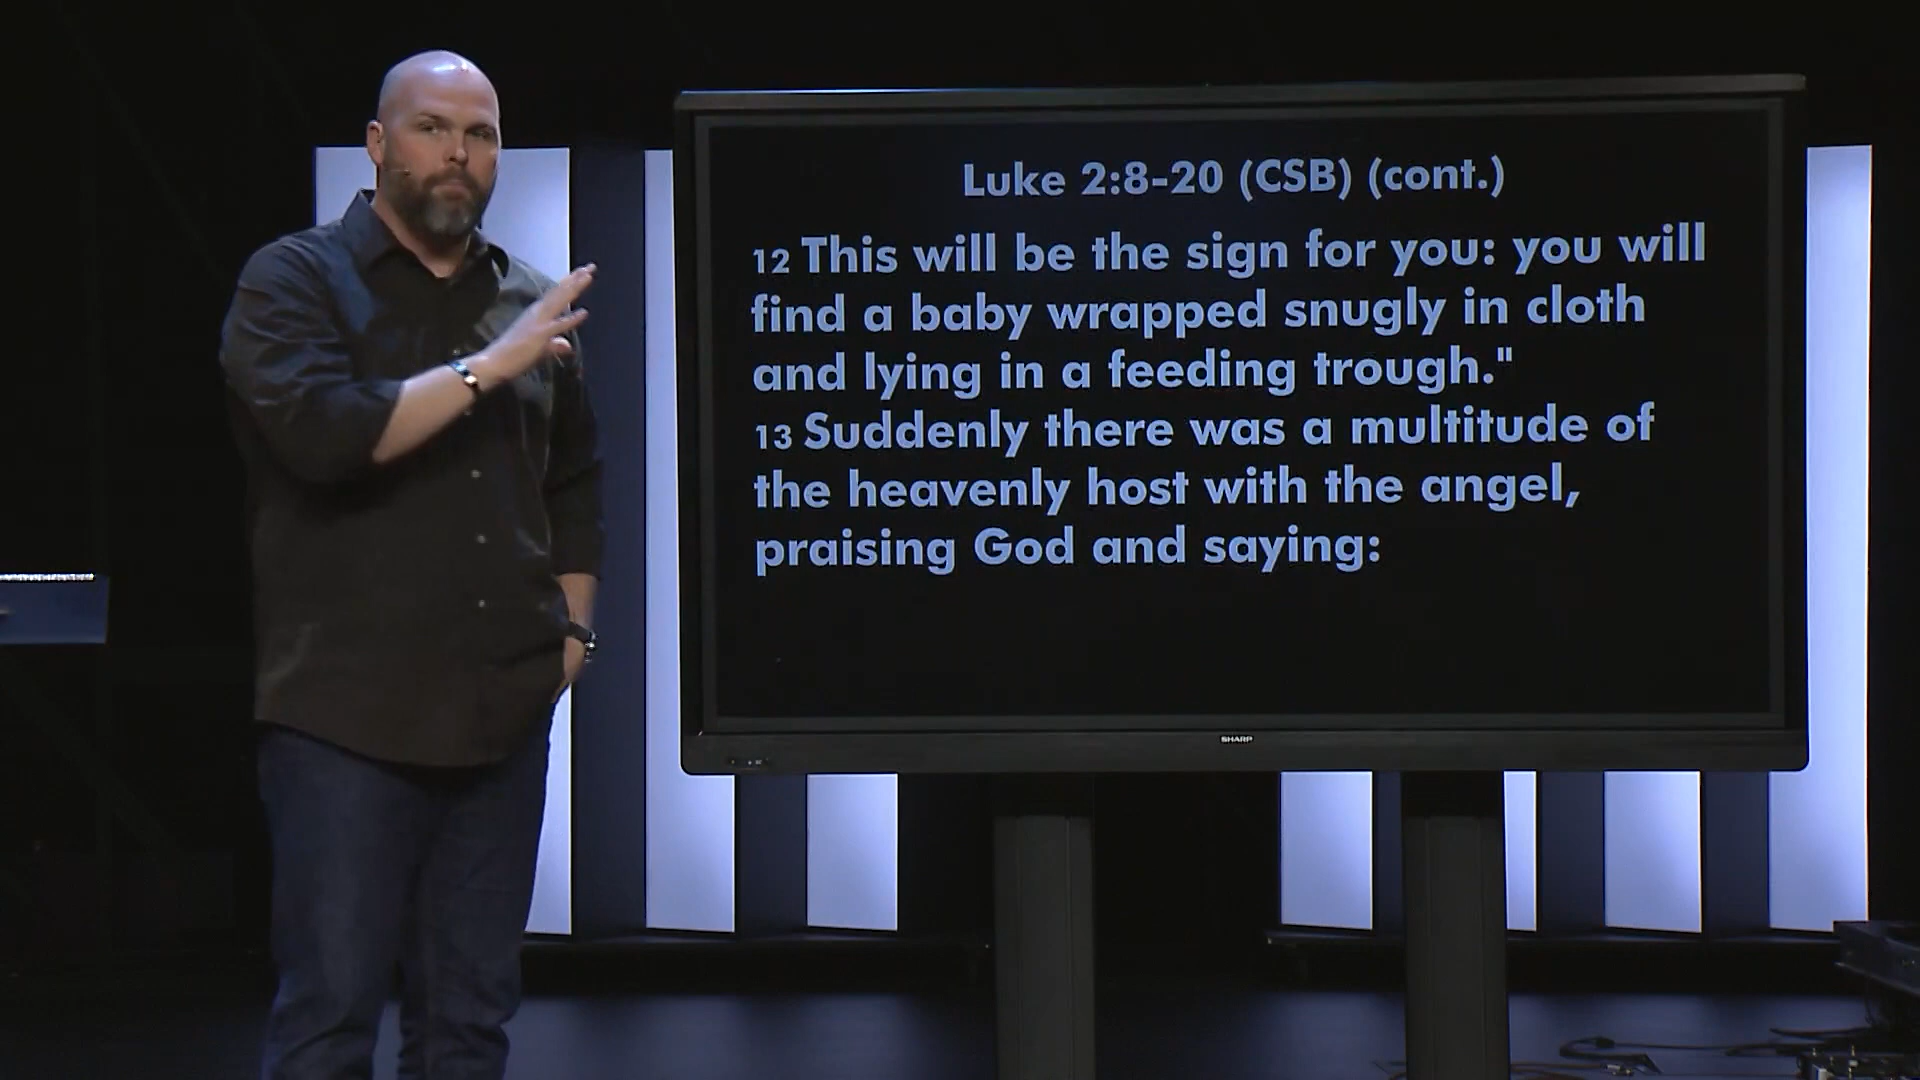 Luke 2:8-20 (CSB) (cont.)
12 This will be the sign for you: you will
find a baby wrapped snugly in cloth
and lying in a feeding trough."
13 Suddenly there was a multitude of
the heavenly host with the angel,
praising God and saying:
SHARP